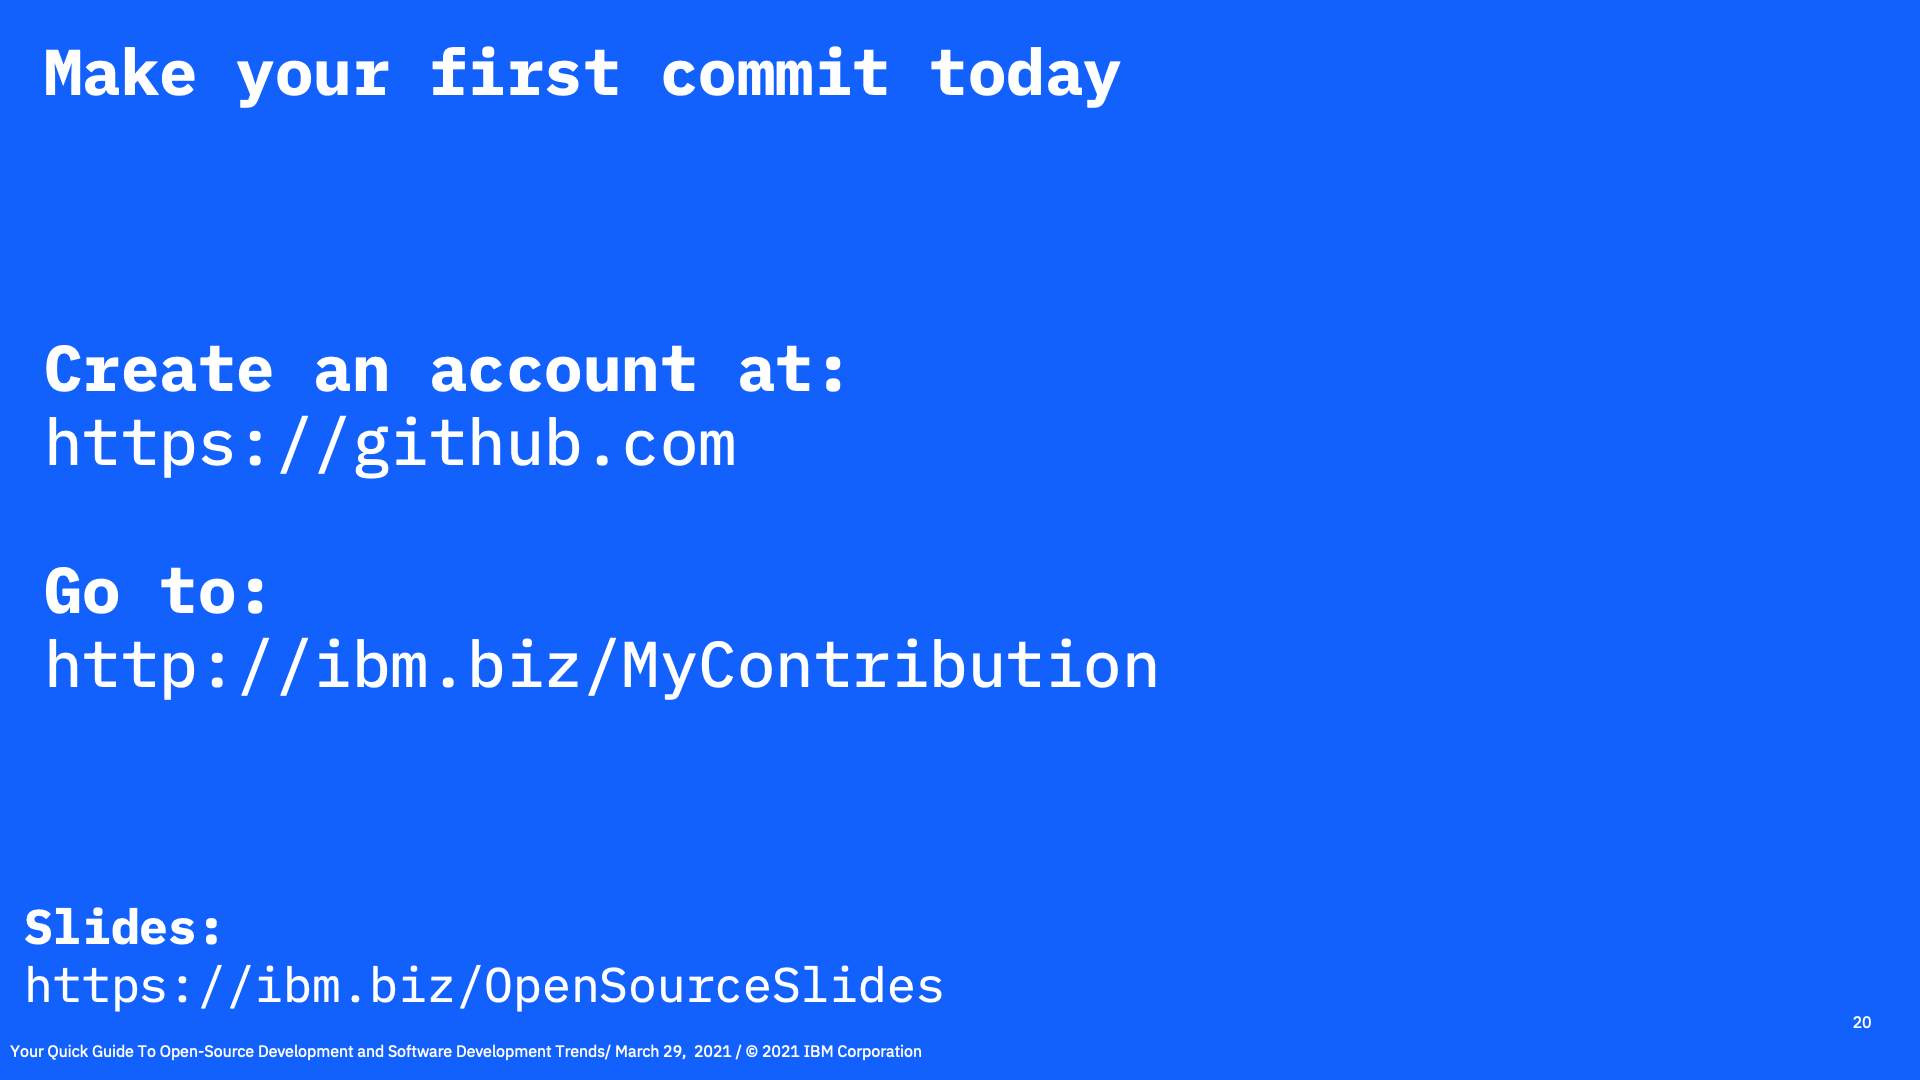 Make your first commit today
Create an account at:
https://github.com
Go to:
http://ibm.biz/MyContribution
Slides:
https://ibm.biz/OpenSourceSlides
20
Your Quick Guide To Open-Source Development and Software Development Trends/ March 29,  2021 / © 2021 IBM Corporation